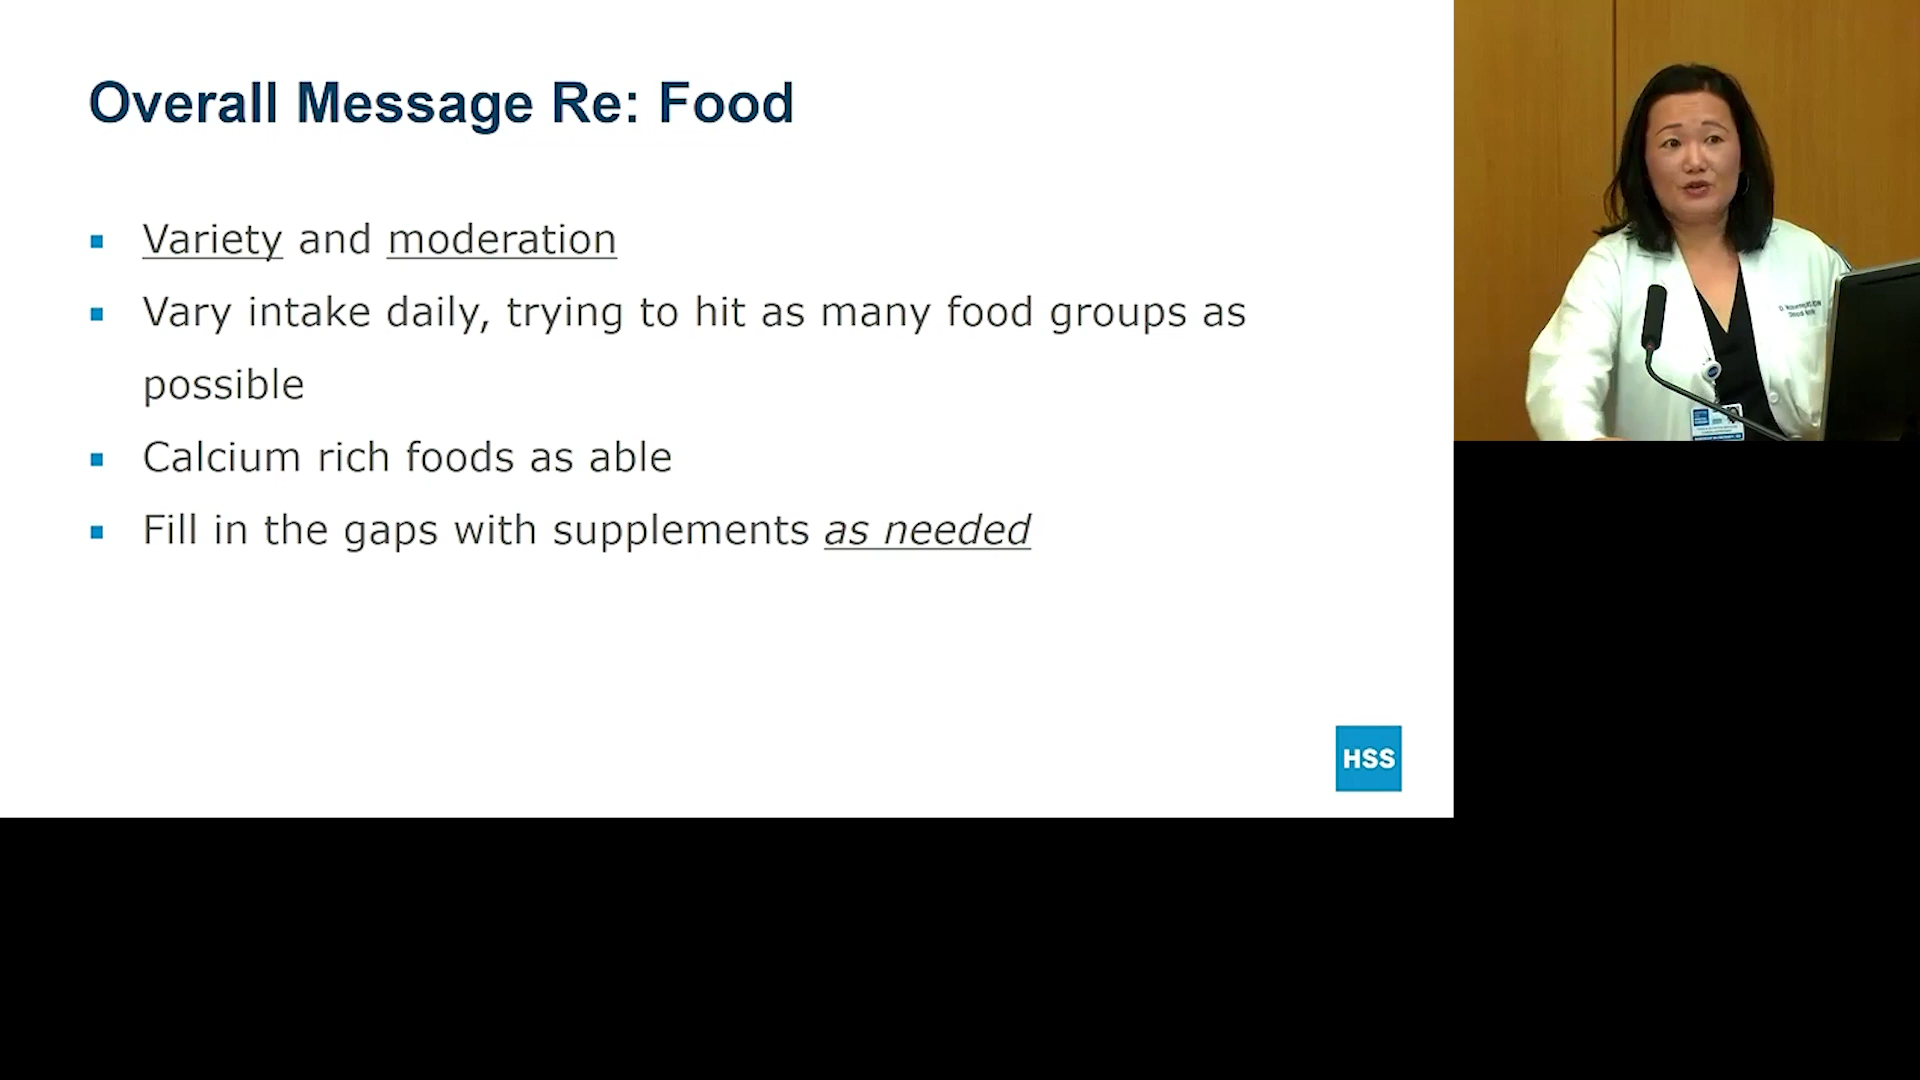 Overall Message Re: Food
Variety and moderation
Vary intake daily, trying to hit as many food groups as
possible
Calcium rich foods as able
Fill in the gaps with supplements as needed
HSS